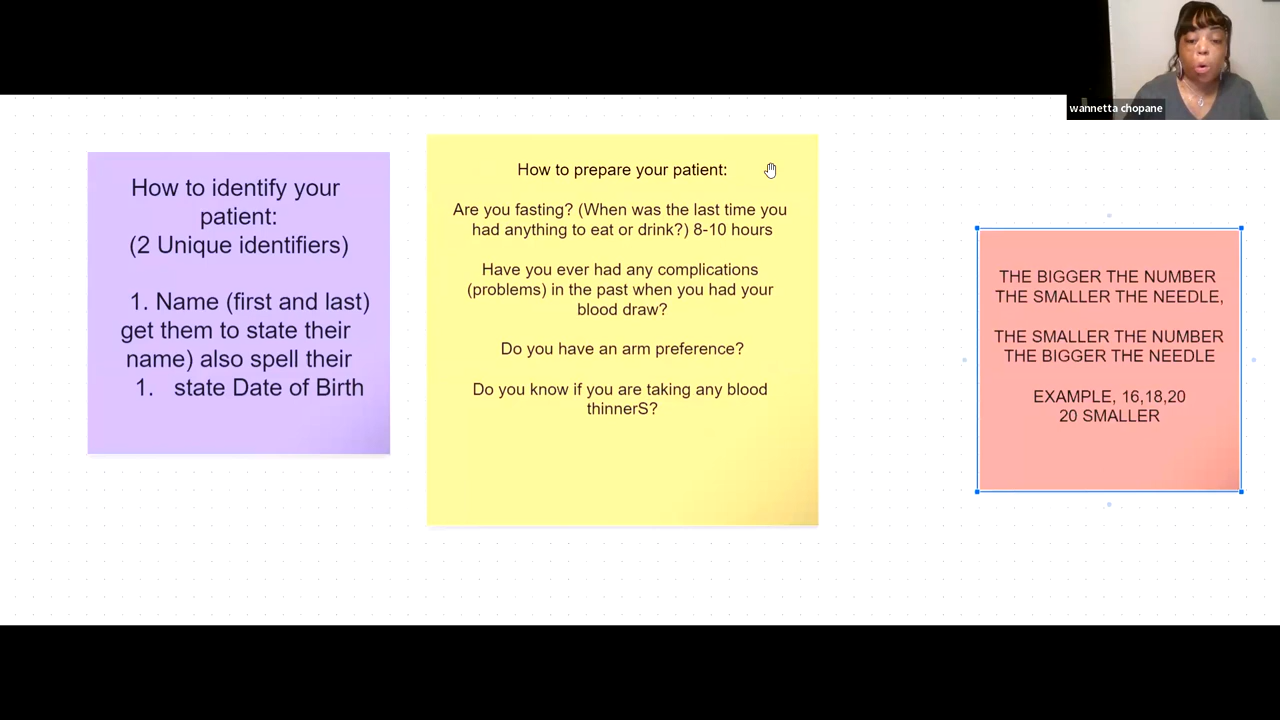 wannetta chopane
How to identify your
patient:
(2 Unique identifiers)
1. Name (first and last)
get them to state their
name) also spell their
1. state Date of Birth
How to prepare your patient:
Are you fasting? (When was the last time you
had anything to eat or drink?) 8-10 hours
Have you ever had any complications
(problems) in the past when you had your
blood draw?
Do you have an arm preference?
Do you know if you are taking any blood
thinnerS?
THE BIGGER THE NUMBER
THE SMALLER THE NEEDLE,
THE SMALLER THE NUMBER
THE BIGGER THE NEEDLE
EXAMPLE, 16,18,20
20 SMALLER